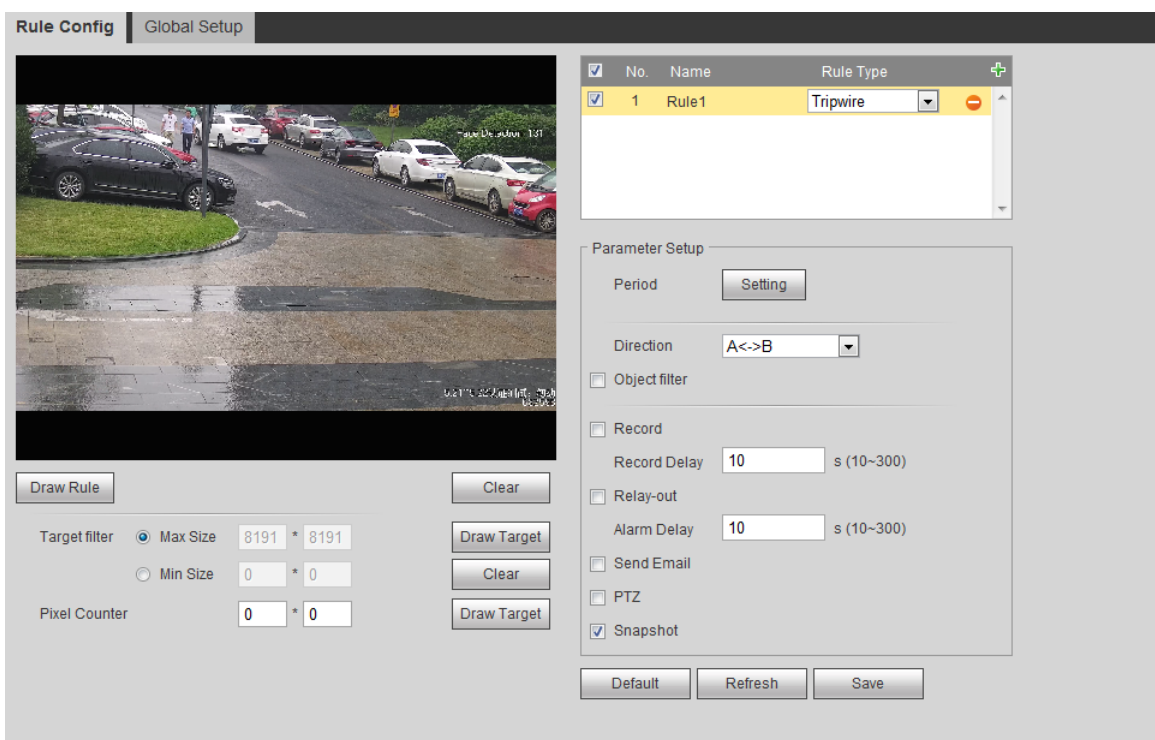 Rule Config Global Setup
No. Name Rule Type
1 Rule1 Tripwire
Parameter Setup
Period Setting
Direction A<->B
Object filter
Record
Record Delay 10 s (10~300)
Relay-out
Alarm Delay 10 s (10~300)
Send Email
PTZ
Snapshot
Default Refresh Save
Draw Rule Clear
Target filter Max Size 8191 * 8191 Draw Target
Min Size 0 * 0 Clear
Pixel Counter 0 * 0 Draw Target